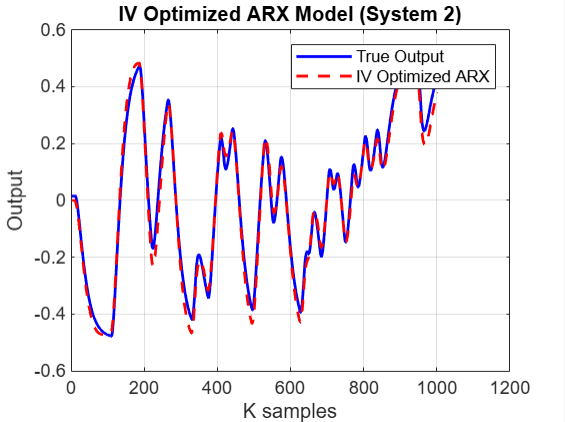 IV Optimized ARX Model (System 2)
True Output
IV Optimized ARX
0.6
0.4
0.2
0
-0.2
-0.4
-0.6
Output
0 200 400 600 800 1000 1200
K samples